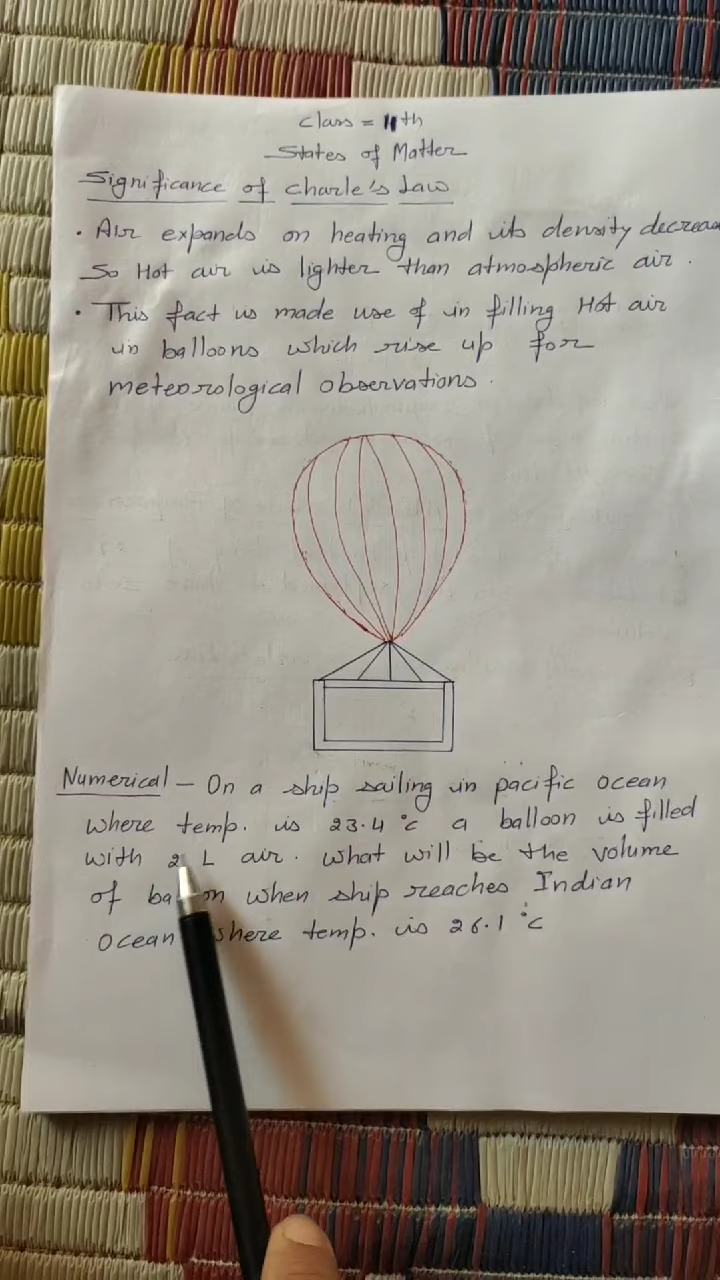 Class = 11th
States of Matter
Significance of Charle's Law
• Air expands on heating and its density decreas
So Hot air is lighter than atmospheric air.
• This fact is made use of in filling Hot air
in balloons which rise up for
meteorological observations.
Numerical - On a ship sailing in pacific ocean
where temp. is 23.4 °C a balloon is filled
with 2 L air. what will be the volume
of when ship reaches Indian
Ocean where temp. is 26.1 °C